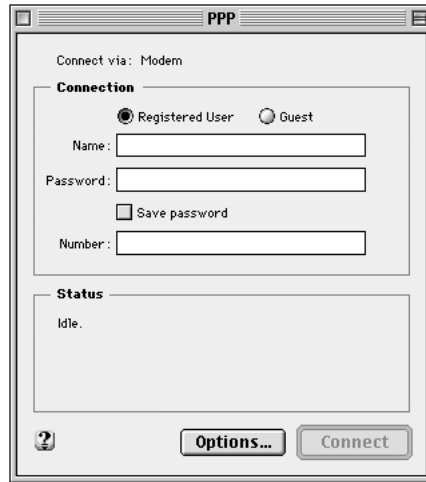 PPP
Connect via: Modem
Connection
Registered User Guest
Name:
Password:
Save password
Number:
Status
Idle.
? Options... Connect